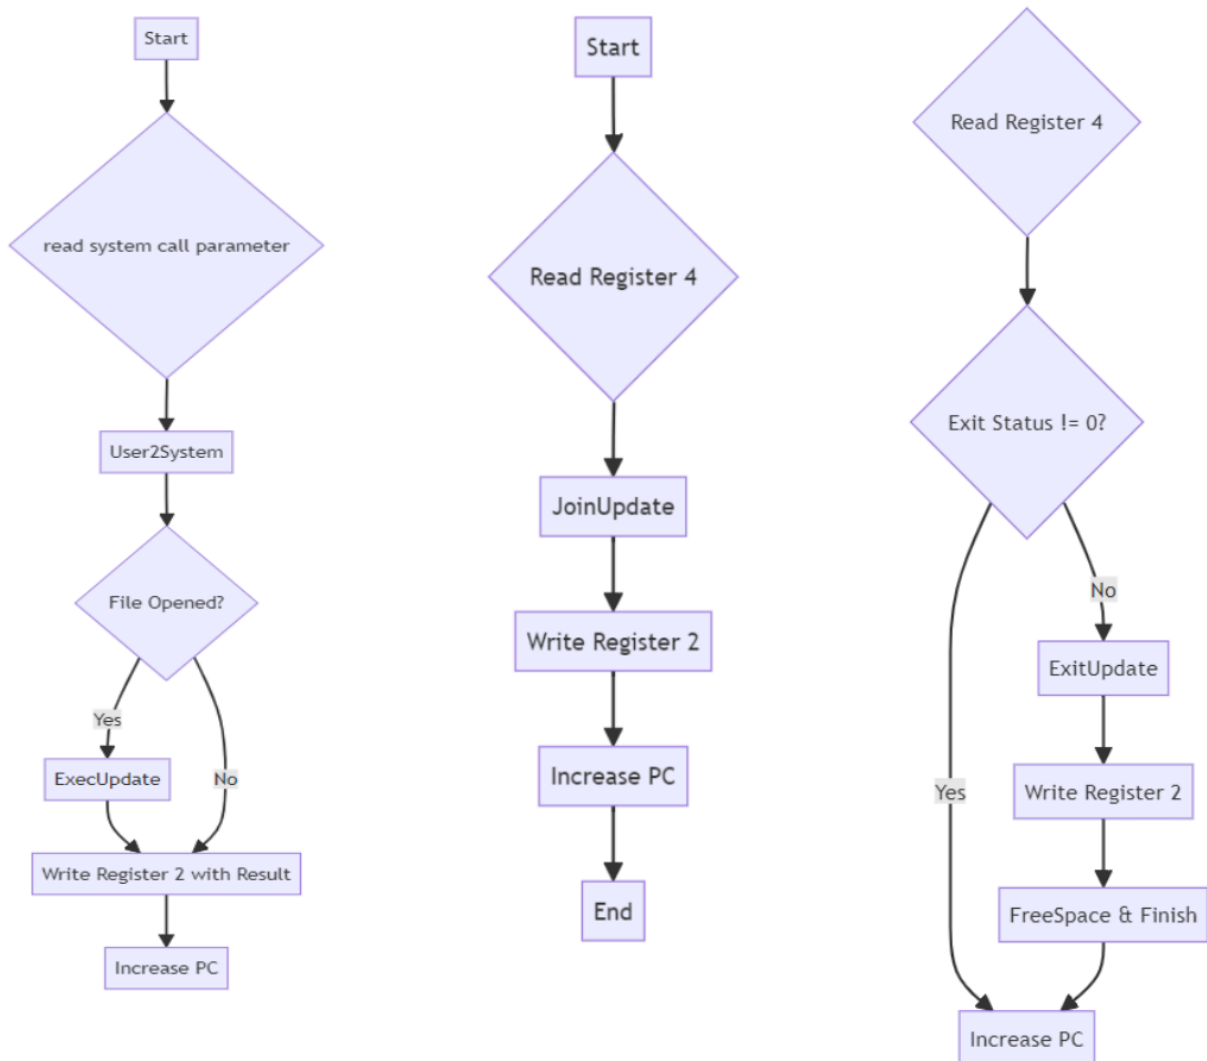 Start
read system call parameter
User2System
File Opened?
Yes
ExecUpdate
No
Write Register 2 with Result
Increase PC
Start
Read Register 4
JoinUpdate
Write Register 2
Increase PC
End
Read Register 4
Exit Status != 0?
No
ExitUpdate
Yes
Write Register 2
FreeSpace & Finish
Increase PC